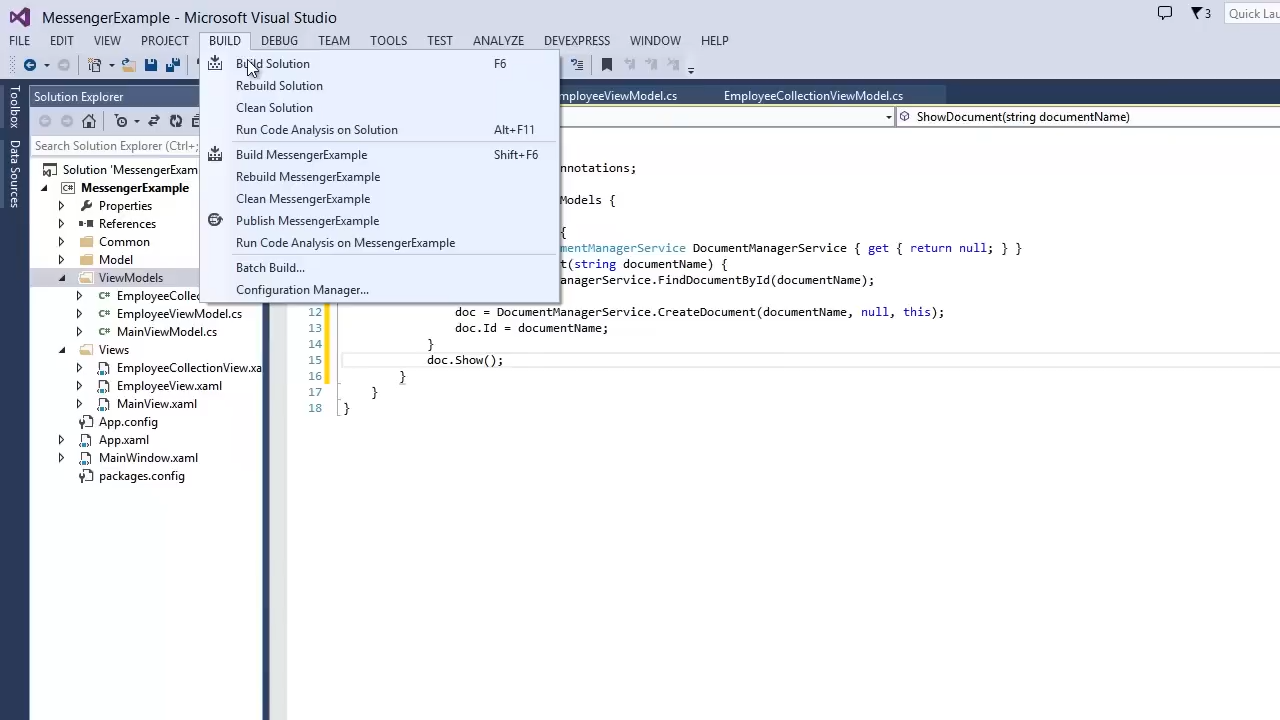 MessengerExample - Microsoft Visual Studio
3
Quick Lau
FILE EDIT VIEW PROJECT BUILD DEBUG TEAM TOOLS TEST ANALYZE DEVEXPRESS WINDOW HELP
Build Solution F6
Rebuild Solution
Clean Solution
Run Code Analysis on Solution Alt+F11
Build MessengerExample Shift+F6
Rebuild MessengerExample
Clean MessengerExample
Publish MessengerExample
Run Code Analysis on MessengerExample
Batch Build...
Configuration Manager...
Toolbox
Data Sources
Solution Explorer
Search Solution Explorer (Ctrl+;
Solution 'MessengerExam
MessengerExample
Properties
References
Common
Model
ViewModels
EmployeeCollec
EmployeeViewModel.cs
MainViewModel.cs
Views
EmployeeCollectionView.xa
EmployeeView.xaml
MainView.xaml
App.config
App.xaml
MainWindow.xaml
packages.config
mployeeViewModel.cs EmployeeCollectionViewModel.cs
ShowDocument(string documentName)
nnotations;
Models {
{
mentManagerService DocumentManagerService { get { return null; } }
t(string documentName) {
nagerService.FindDocumentById(documentName);
12 doc = DocumentManagerService.CreateDocument(documentName, null, this);
13 doc.Id = documentName;
14 }
15 doc.Show();
16 }
17 }
18 }